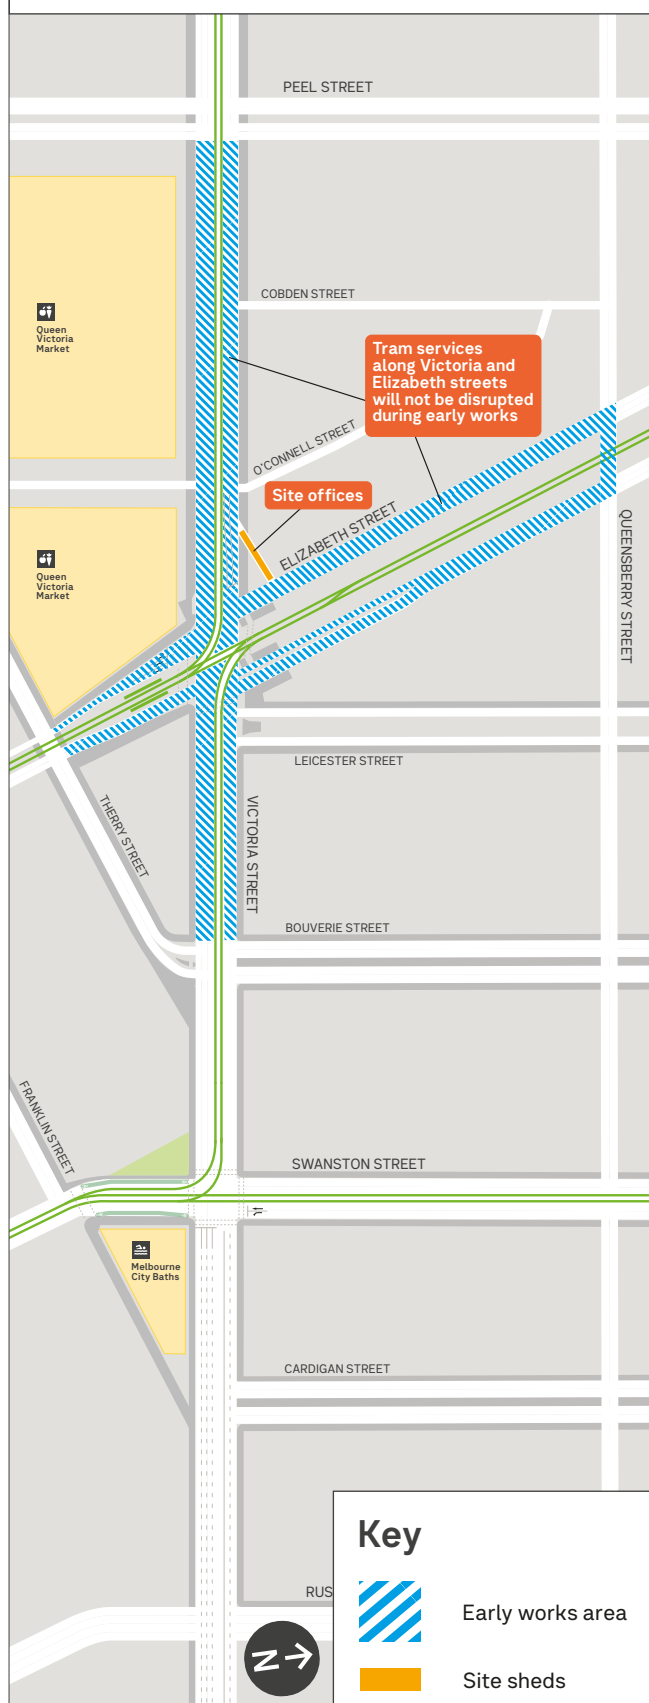 PEEL STREET
COBDEN STREET
Queen
Victoria
Market
Tram services
along Victoria and
Elizabeth streets
will not be disrupted
during early works
O'CONNELL STREET
Site offices
ELIZABETH STREET
QUEENSBERRY STREET
Queen
Victoria
Market
LEICESTER STREET
THERRY STREET
VICTORIA STREET
BOUVERIE STREET
FRANKLIN STREET
SWANSTON STREET
Melbourne
City Baths
CARDIGAN STREET
RUS
Key
Early works area
N
Site sheds